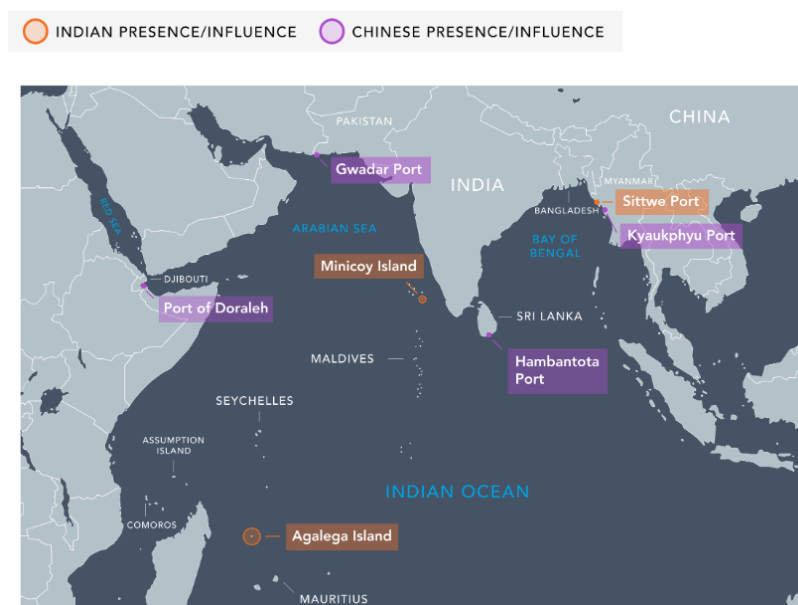 INDIAN PRESENCE/INFLUENCE
CHINESE PRESENCE/INFLUENCE
CHINA
PAKISTAN
Gwadar Port
INDIA
MYANMAR
Sittwe Port
RED SEA
BANGLADESH
ARABIAN SEA
Kyaukphyu Port
BAY OF
BENGAL
Minicoy Island
DJIBOUTI
Port of Doraleh
SRI LANKA
MALDIVES
Hambantota
Port
SEYCHELLES
ASSUMPTION
ISLAND
INDIAN OCEAN
COMOROS
Agalega Island
MAURITIUS